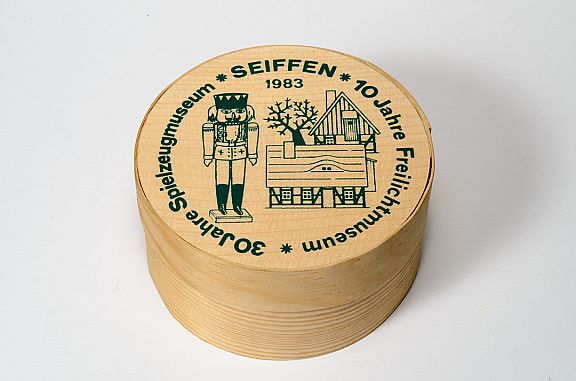 * SEIFFEN *
1983
10 Jahre Freilichtmuseum *
30 Jahre Spielzeugmuseum